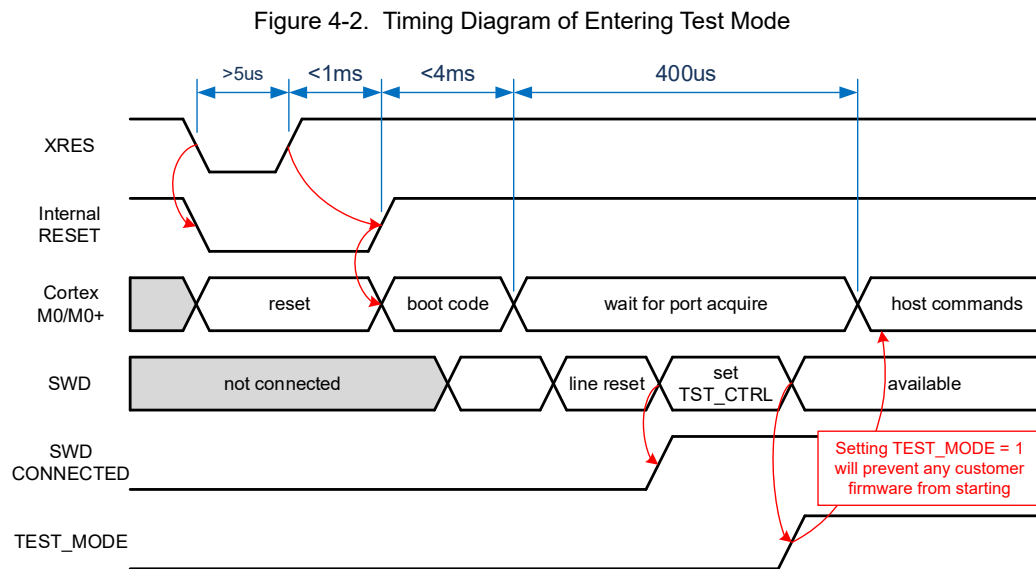 Figure 4-2. Timing Diagram of Entering Test Mode
>5us
<1ms
<4ms
400us
XRES
Internal
RESET
Cortex
M0/M0+
reset
boot code
wait for port acquire
host commands
SWD
not connected
line reset
set
TST_CTRL
available
SWD
CONNECTED
Setting TEST_MODE = 1
will prevent any customer
firmware from starting
TEST_MODE